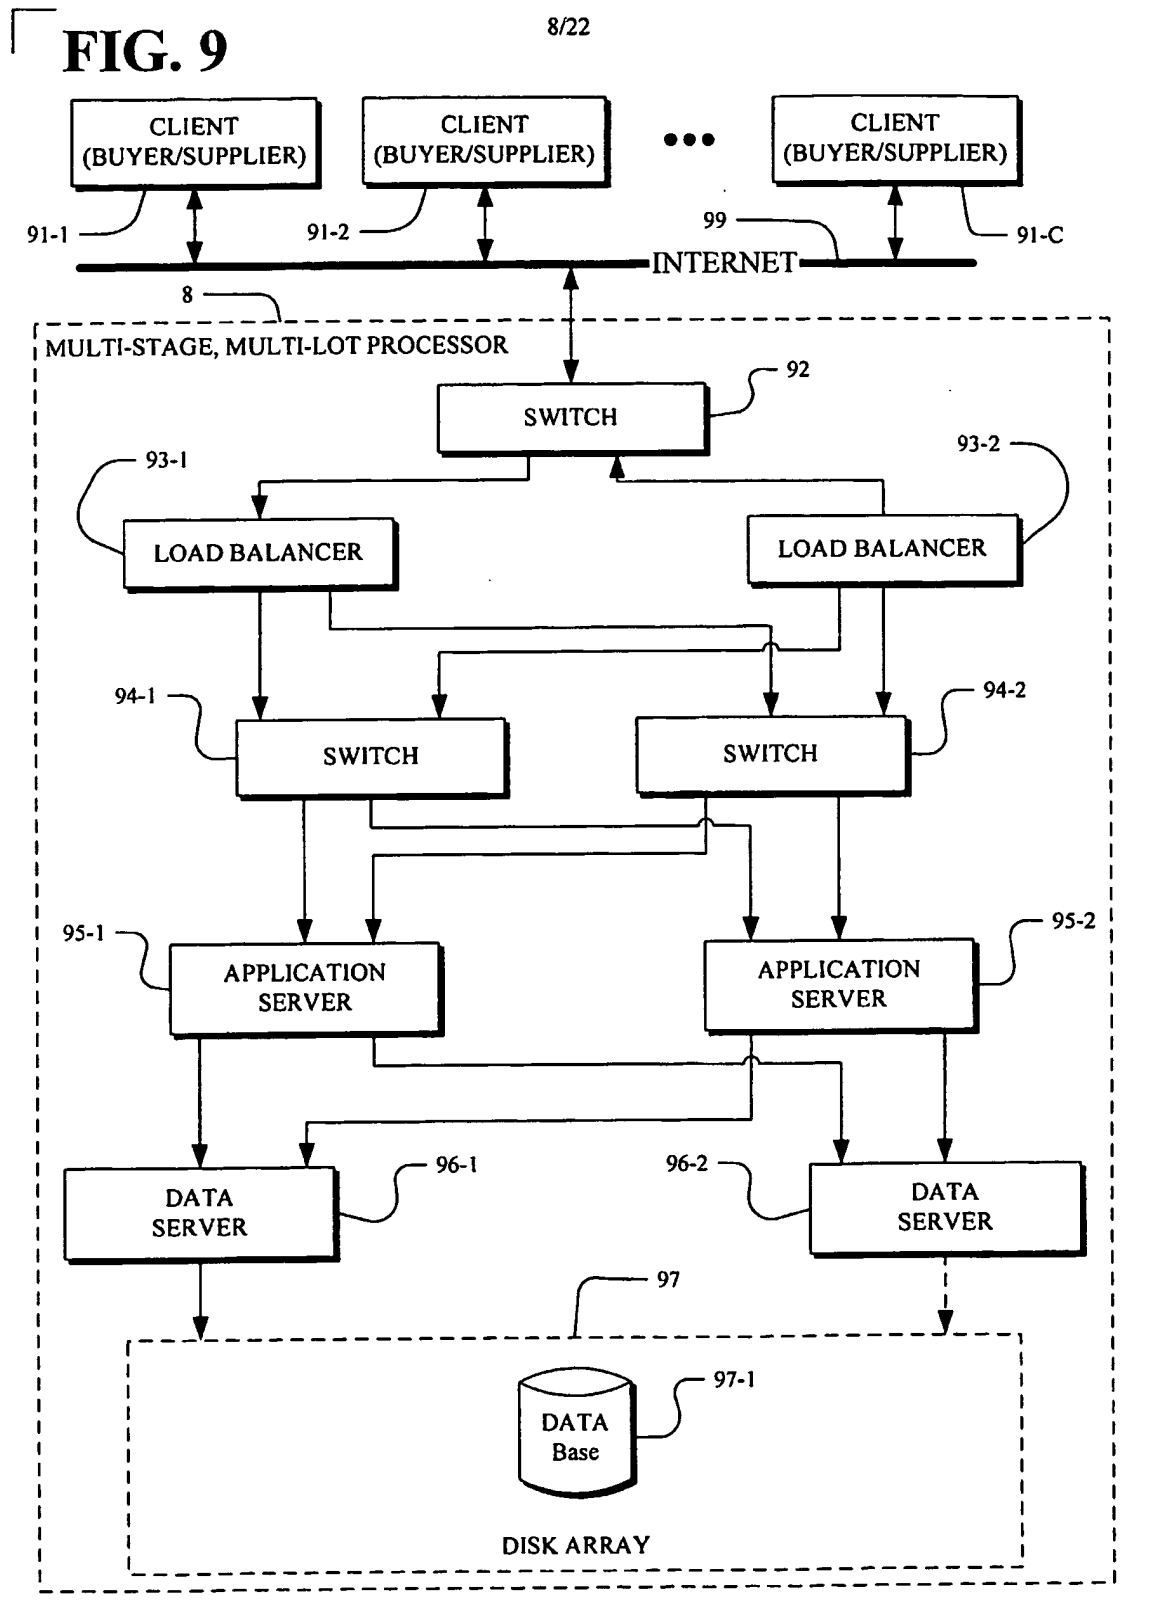 8/22
FIG. 9
CLIENT
(BUYER/SUPPLIER)
CLIENT
(BUYER/SUPPLIER)
CLIENT
(BUYER/SUPPLIER)
91-1
91-2
99
91-C
INTERNET
8
MULTI-STAGE, MULTI-LOT PROCESSOR
92
SWITCH
93-1
93-2
LOAD BALANCER
LOAD BALANCER
94-1
94-2
SWITCH
SWITCH
95-1
95-2
APPLICATION
SERVER
APPLICATION
SERVER
96-1
96-2
DATA
SERVER
DATA
SERVER
97
97-1
DATA
Base
DISK ARRAY